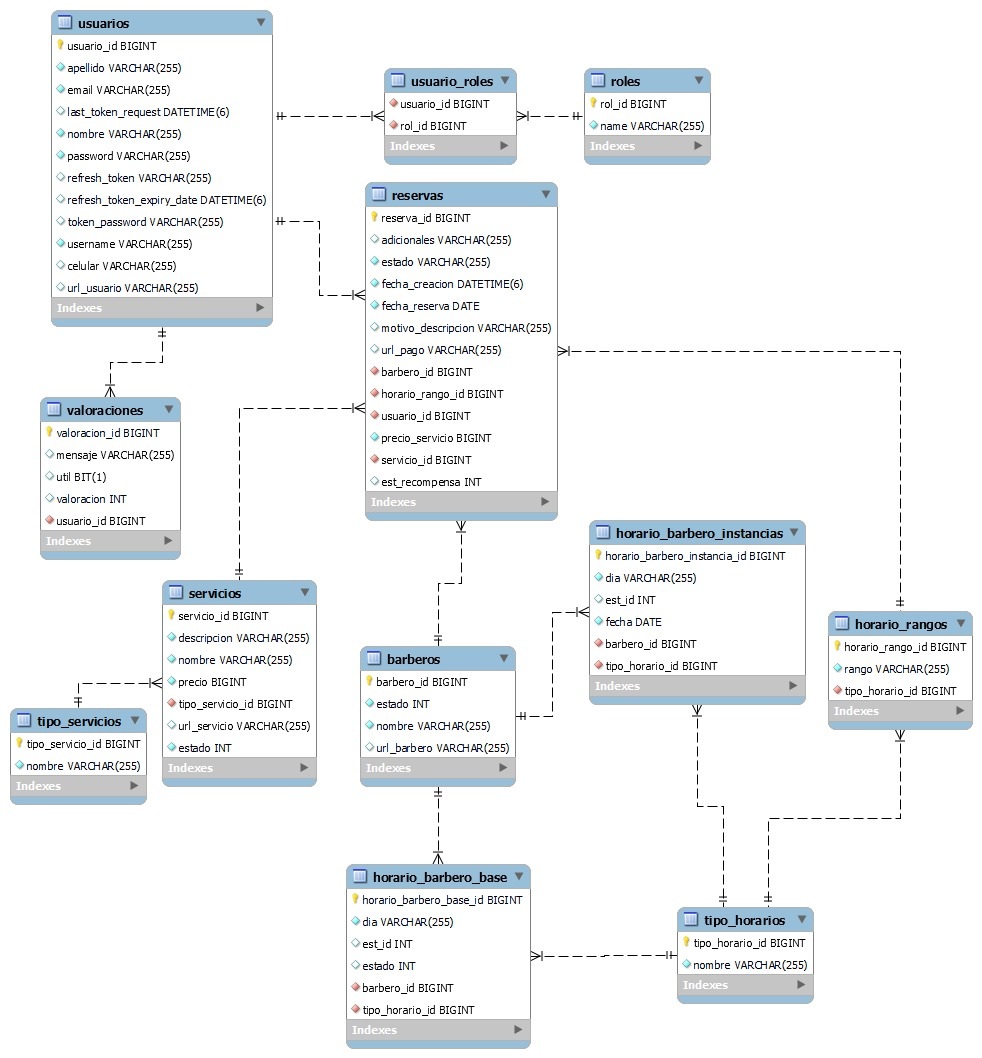 usuarios
usuario_id BIGINT
apellido VARCHAR(255)
email VARCHAR(255)
last_token_request DATETIME(6)
nombre VARCHAR(255)
password VARCHAR(255)
refresh_token VARCHAR(255)
refresh_token_expiry_date DATETIME(6)
token_password VARCHAR(255)
username VARCHAR(255)
celular VARCHAR(255)
url_usuario VARCHAR(255)
Indexes
usuario_roles
usuario_id BIGINT
rol_id BIGINT
Indexes
roles
rol_id BIGINT
name VARCHAR(255)
Indexes
reservas
reserva_id BIGINT
adicionales VARCHAR(255)
estado VARCHAR(255)
fecha_creacion DATETIME(6)
fecha_reserva DATE
motivo_descripcion VARCHAR(255)
url_pago VARCHAR(255)
barbero_id BIGINT
horario_rango_id BIGINT
usuario_id BIGINT
precio_servicio BIGINT
servicio_id BIGINT
est_recompensa INT
Indexes
valoraciones
valoracion_id BIGINT
mensaje VARCHAR(255)
util BIT(1)
valoracion INT
usuario_id BIGINT
Indexes
servicios
servicio_id BIGINT
descripcion VARCHAR(255)
nombre VARCHAR(255)
precio BIGINT
tipo_servicio_id BIGINT
url_servicio VARCHAR(255)
estado INT
Indexes
tipo_servicios
tipo_servicio_id BIGINT
nombre VARCHAR(255)
Indexes
barberos
barbero_id BIGINT
estado INT
nombre VARCHAR(255)
url_barbero VARCHAR(255)
Indexes
horario_barbero_instancias
horario_barbero_instancia_id BIGINT
dia VARCHAR(255)
est_id INT
fecha DATE
barbero_id BIGINT
tipo_horario_id BIGINT
Indexes
horario_rangos
horario_rango_id BIGINT
rango VARCHAR(255)
tipo_horario_id BIGINT
Indexes
horario_barbero_base
horario_barbero_base_id BIGINT
dia VARCHAR(255)
est_id INT
estado INT
barbero_id BIGINT
tipo_horario_id BIGINT
Indexes
tipo_horarios
tipo_horario_id BIGINT
nombre VARCHAR(255)
Indexes